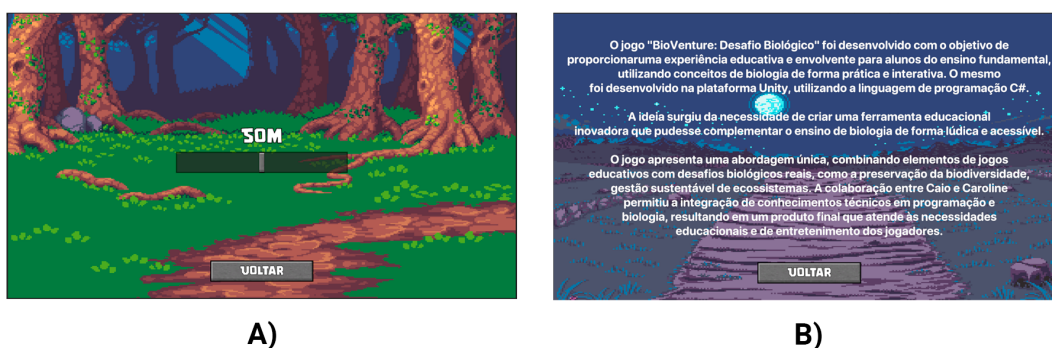 SOM
VOLTAR
A)
O jogo "BioVenture: Desafio Biológico" foi desenvolvido com o objetivo de
proporcionaruma experiência educativa e envolvente para alunos do ensino fundamental,
utilizando conceitos de biologia de forma prática e interativa. O mesmo
foi desenvolvido na plataforma Unity, utilizando a linguagem de programação C#.
A ideia surgiu da necessidade de criar uma ferramenta educacional
inovadora que pudesse complementar o ensino de biologia de forma lúdica e acessível.
O jogo apresenta uma abordagem única, combinando elementos de jogos
educativos com desafios biológicos reais, como a preservação da biodiversidade,
gestão sustentável de ecossistemas. A colaboração entre Caio e Caroline
permitiu a integração de conhecimentos técnicos em programação e
biologia, resultando em um produto final que atende às necessidades
educacionais e de entretenimento dos jogadores.
VOLTAR
B)